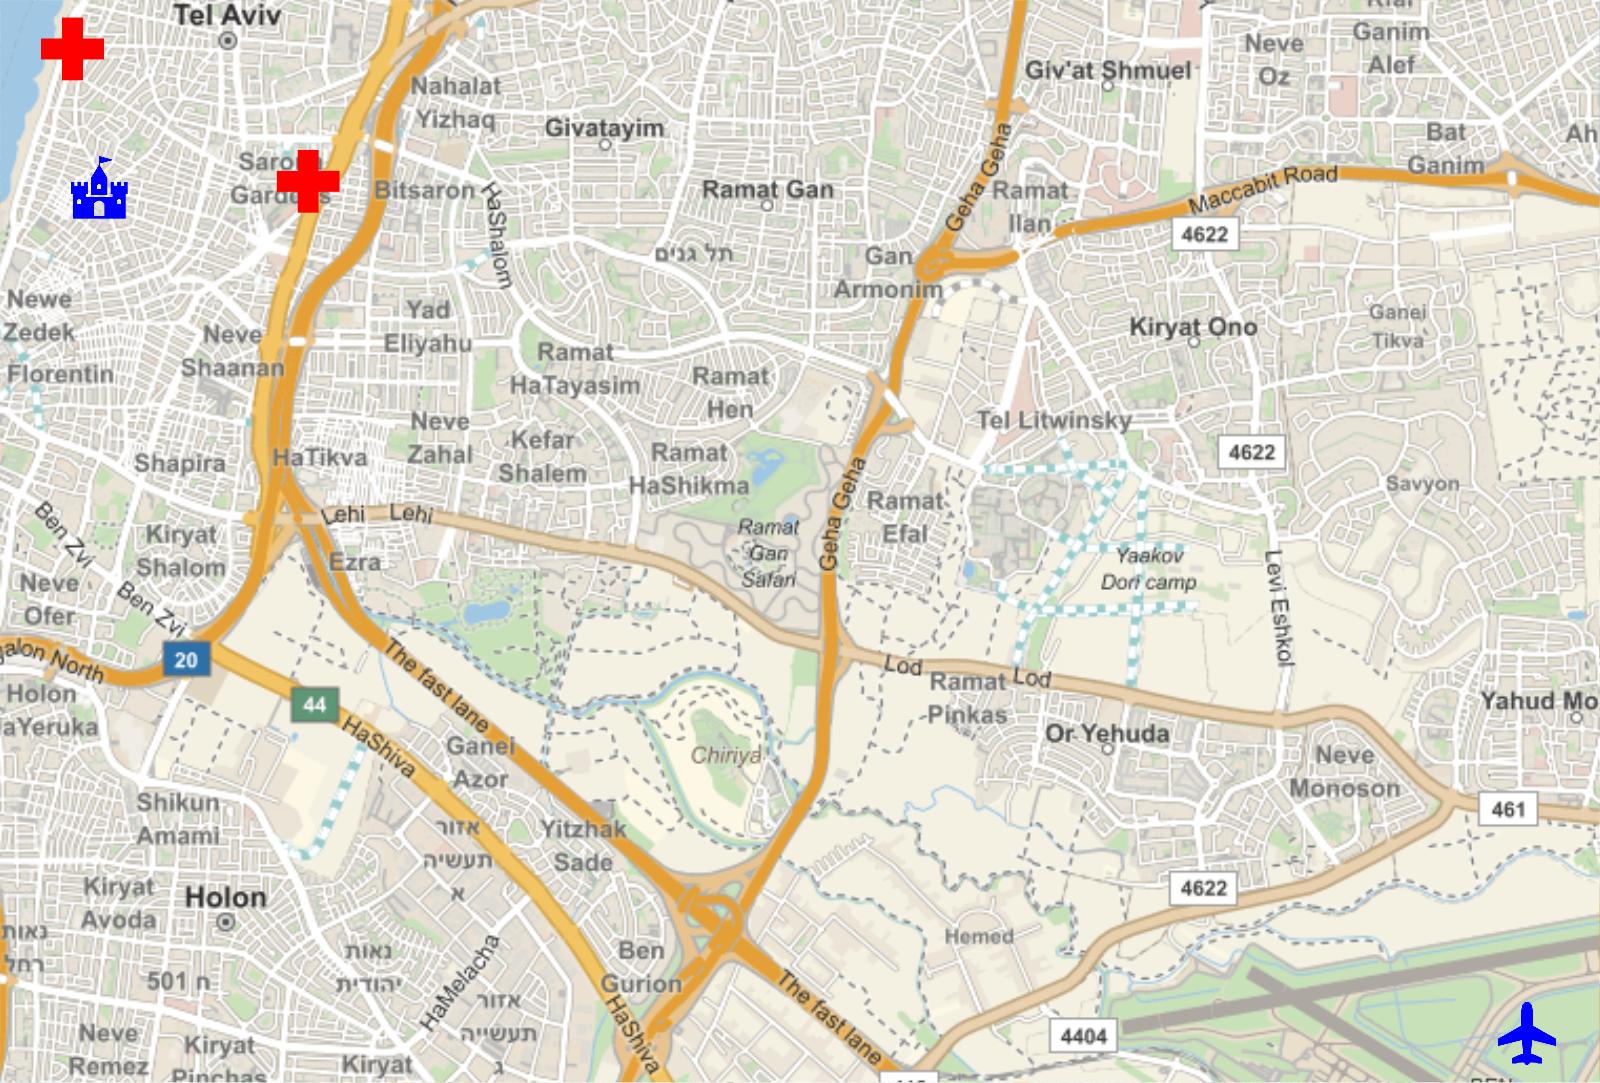 Tel Aviv
Nahalat
Yizhaq
Givatayim
Giv'at Shmuel
Neve
Oz
Ganim
Alef
Bat
Ganim
Ah
Bitsaron
HaShalom
Ramat Gan
Geha Geha
Ramat
Ilan
Maccabit Road
4622
תל גנים
Gan
Armonim
Newe
Zedek
Florentin
Neve
Shaanan
Yad
Eliyahu
Ramat
HaTayasim
Ramat
Hen
Kiryat Ono
Ganei
Tikva
Neve
Zahal
Kefar
Shalem
Tel Litwinsky
4622
Shapira
HaTikva
Ramat
HaShikma
Savyon
Ben Zvi
Ben Zvi
Kiryat
Shalom
Lehi
Lehi
Ezra
Ramat
Gan
Safari
Geha Geha
Ramat
Efal
Yaakov
Dori camp
Levi Eshkol
Neve
Ofer
20
alon North
Holon
aYeruka
44
HaShiva
The fast lane
Lod
Lod
Ramat
Pinkas
Or Yehuda
Yahud Mo
Neve
Monoson
Ganei
Azor
Chiriya
461
Shikun
Amami
אזור
תעשיה
א
Yitzhak
Sade
Kiryat
Avoda
Holon
4622
נאות
רחל
501 ח
נאות
יהודית
HaMelacha
אזור
תעשייה
ג
Ben
Gurion
HaShiva
The fast lane
Hemed
4404
Neve
Remez
Kiryat
Pinchas
Kiryat